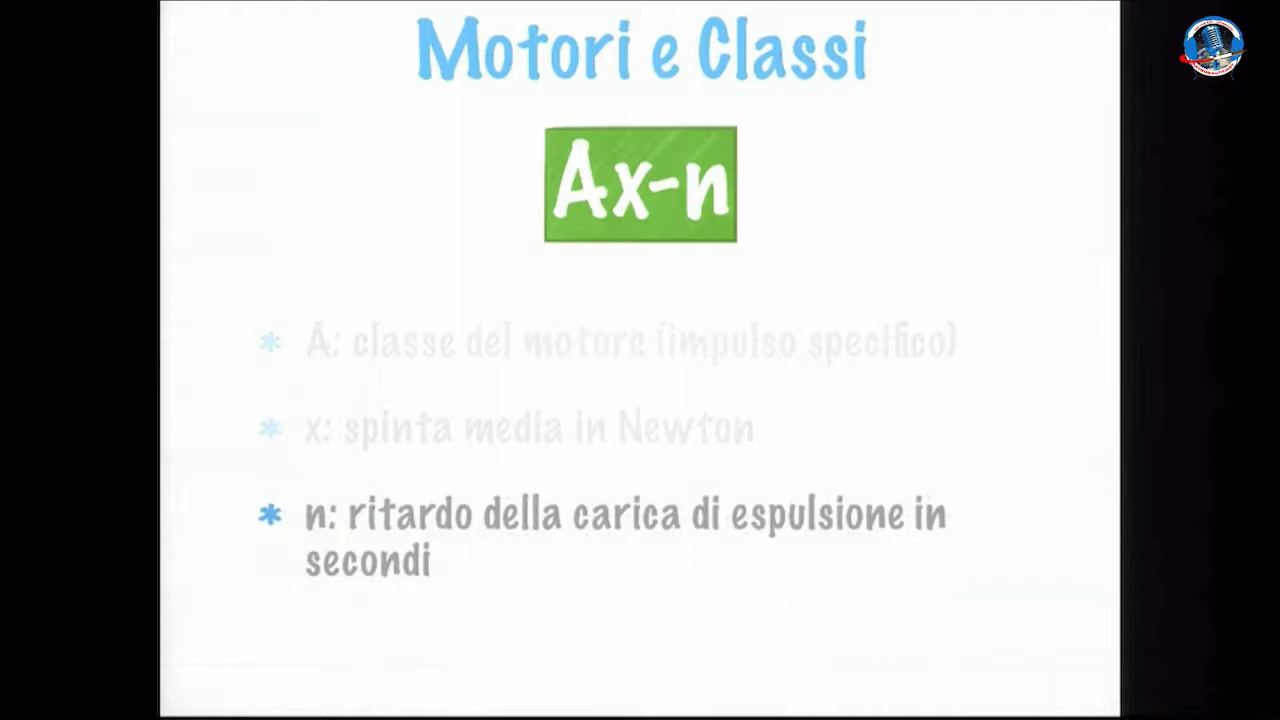 Motori e Classi
Ax-n
* A: classe del motore (impulso specifico)
* x: spinta media in Newton
* n: ritardo della carica di espulsione in
secondi